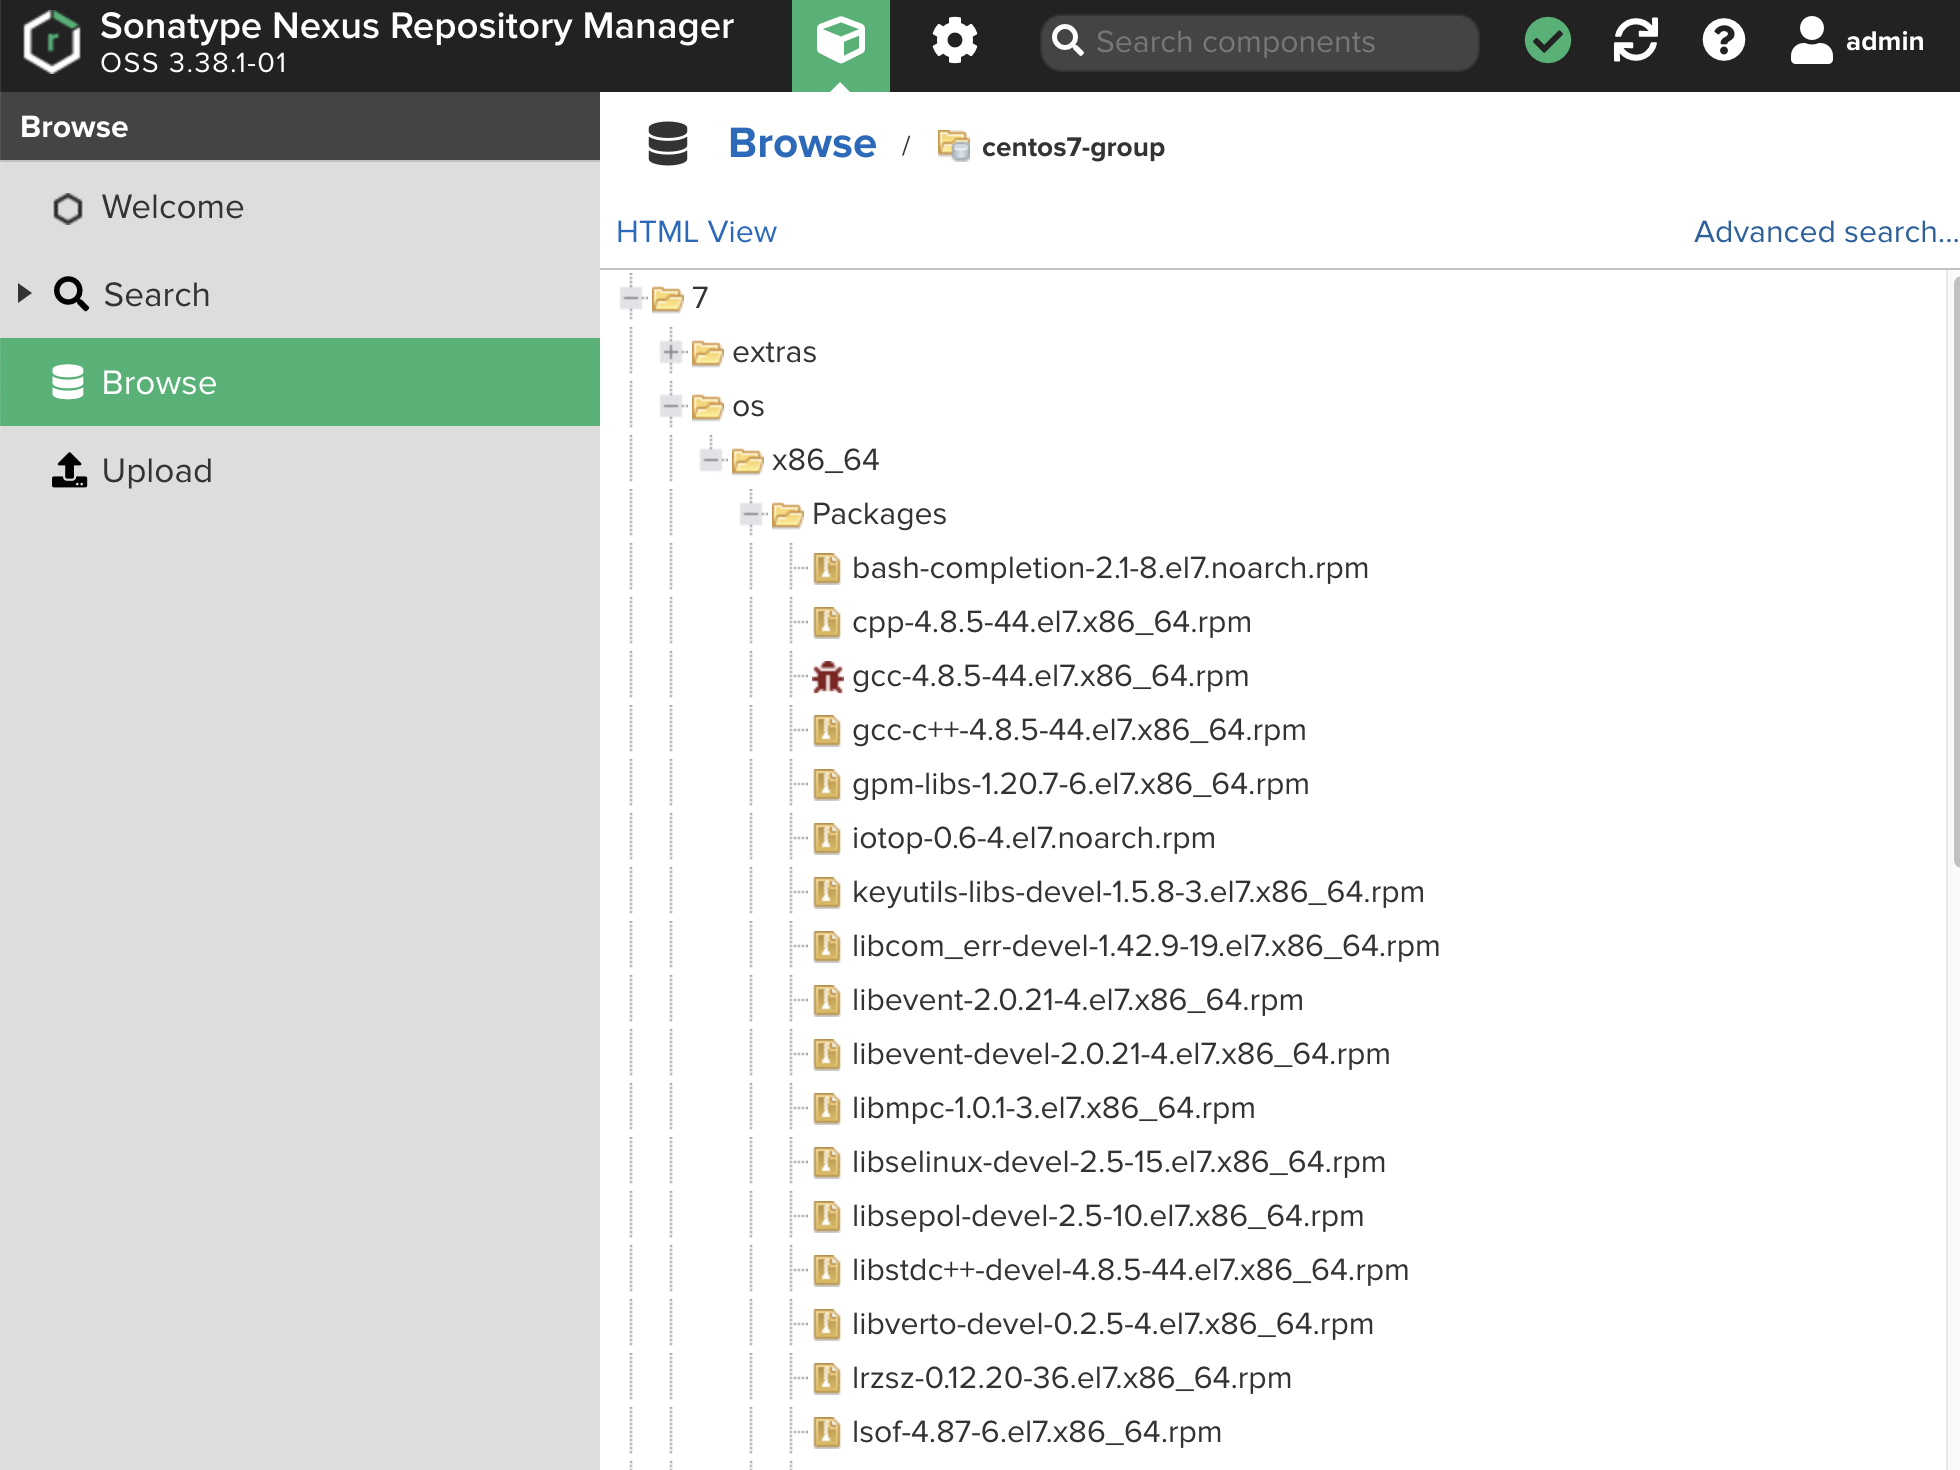 Sonatype Nexus Repository Manager
OSS 3.38.1-01
Search components
admin
Browse
Welcome
Search
Browse
Upload
Browse / centos7-group
HTML View
Advanced search...
7
extras
os
x86_64
Packages
bash-completion-2.1-8.el7.noarch.rpm
cpp-4.8.5-44.el7.x86_64.rpm
gcc-4.8.5-44.el7.x86_64.rpm
gcc-c++-4.8.5-44.el7.x86_64.rpm
gpm-libs-1.20.7-6.el7.x86_64.rpm
iotop-0.6-4.el7.noarch.rpm
keyutils-libs-devel-1.5.8-3.el7.x86_64.rpm
libcom_err-devel-1.42.9-19.el7.x86_64.rpm
libevent-2.0.21-4.el7.x86_64.rpm
libevent-devel-2.0.21-4.el7.x86_64.rpm
libmpc-1.0.1-3.el7.x86_64.rpm
libselinux-devel-2.5-15.el7.x86_64.rpm
libsepol-devel-2.5-10.el7.x86_64.rpm
libstdc++-devel-4.8.5-44.el7.x86_64.rpm
libverto-devel-0.2.5-4.el7.x86_64.rpm
lrzsz-0.12.20-36.el7.x86_64.rpm
lsof-4.87-6.el7.x86_64.rpm